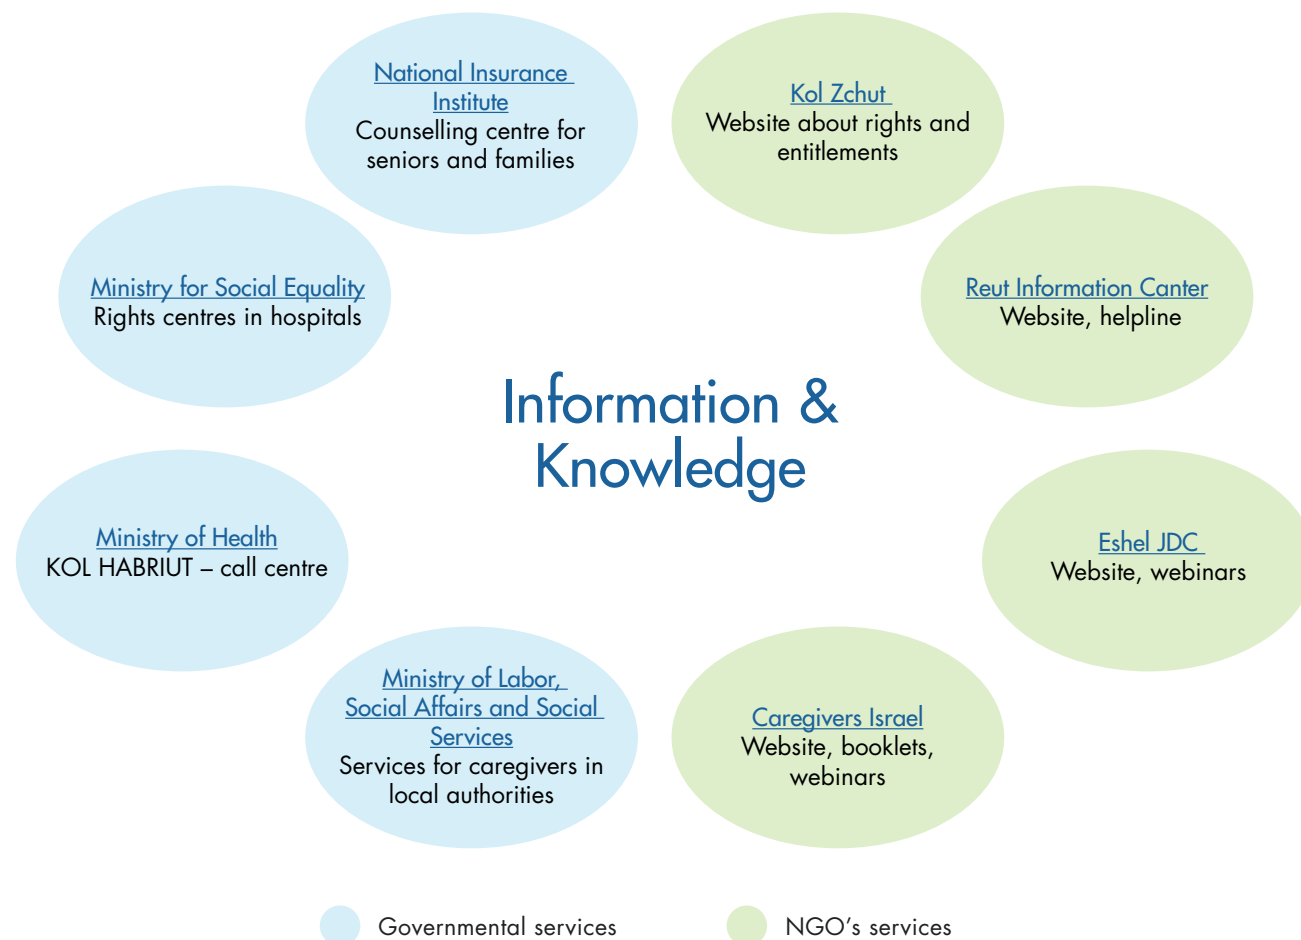 National Insurance
Institute
Counselling centre for
seniors and families
Kol Zchut
Website about rights and
entitlements
Ministry for Social Equality
Rights centres in hospitals
Reut Information Canter
Website, helpline
Information &
Knowledge
Ministry of Health
KOL HABRIUT – call centre
Eshel JDC
Website, webinars
Ministry of Labor,
Social Affairs and Social
Services
Services for caregivers in
local authorities
Caregivers Israel
Website, booklets,
webinars
Governmental services
NGO's services